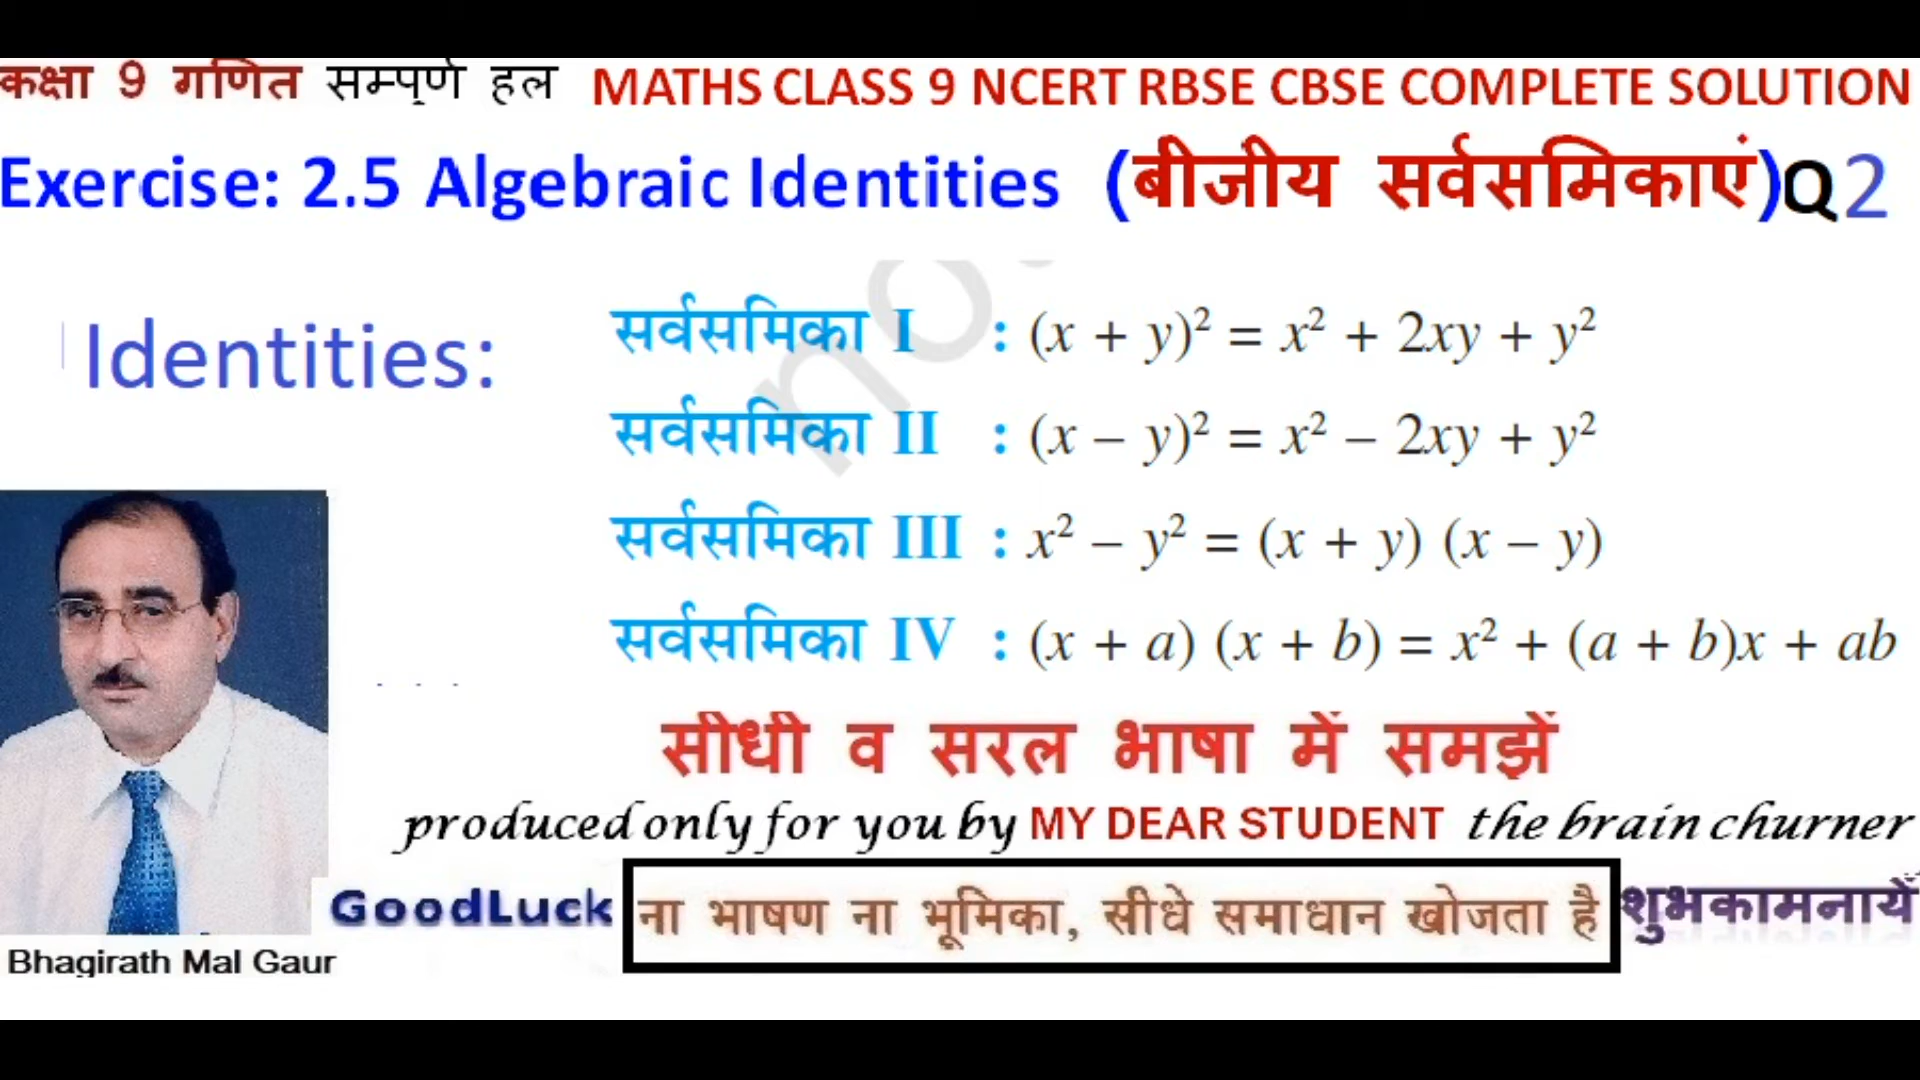 कक्षा 9 गणित सम्पूर्ण हल MATHS CLASS 9 NCERT RBSE CBSE COMPLETE SOLUTION
Exercise: 2.5 Algebraic Identities (बीजीय सर्वसमिकाएं)Q2
Identities:
सर्वसमिका I : (x + y)² = x² + 2xy + y²
सर्वसमिका II : (x – y)² = x² – 2xy + y²
सर्वसमिका III : x² – y² = (x + y) (x – y)
सर्वसमिका IV : (x + a) (x + b) = x² + (a + b)x + ab
सीधी व सरल भाषा में समझें
produced only for you by MY DEAR STUDENT the brain churner
GoodLuck ना भाषण ना भूमिका, सीधे समाधान खोजता है शुभकामनायें
Bhagirath Mal Gaur